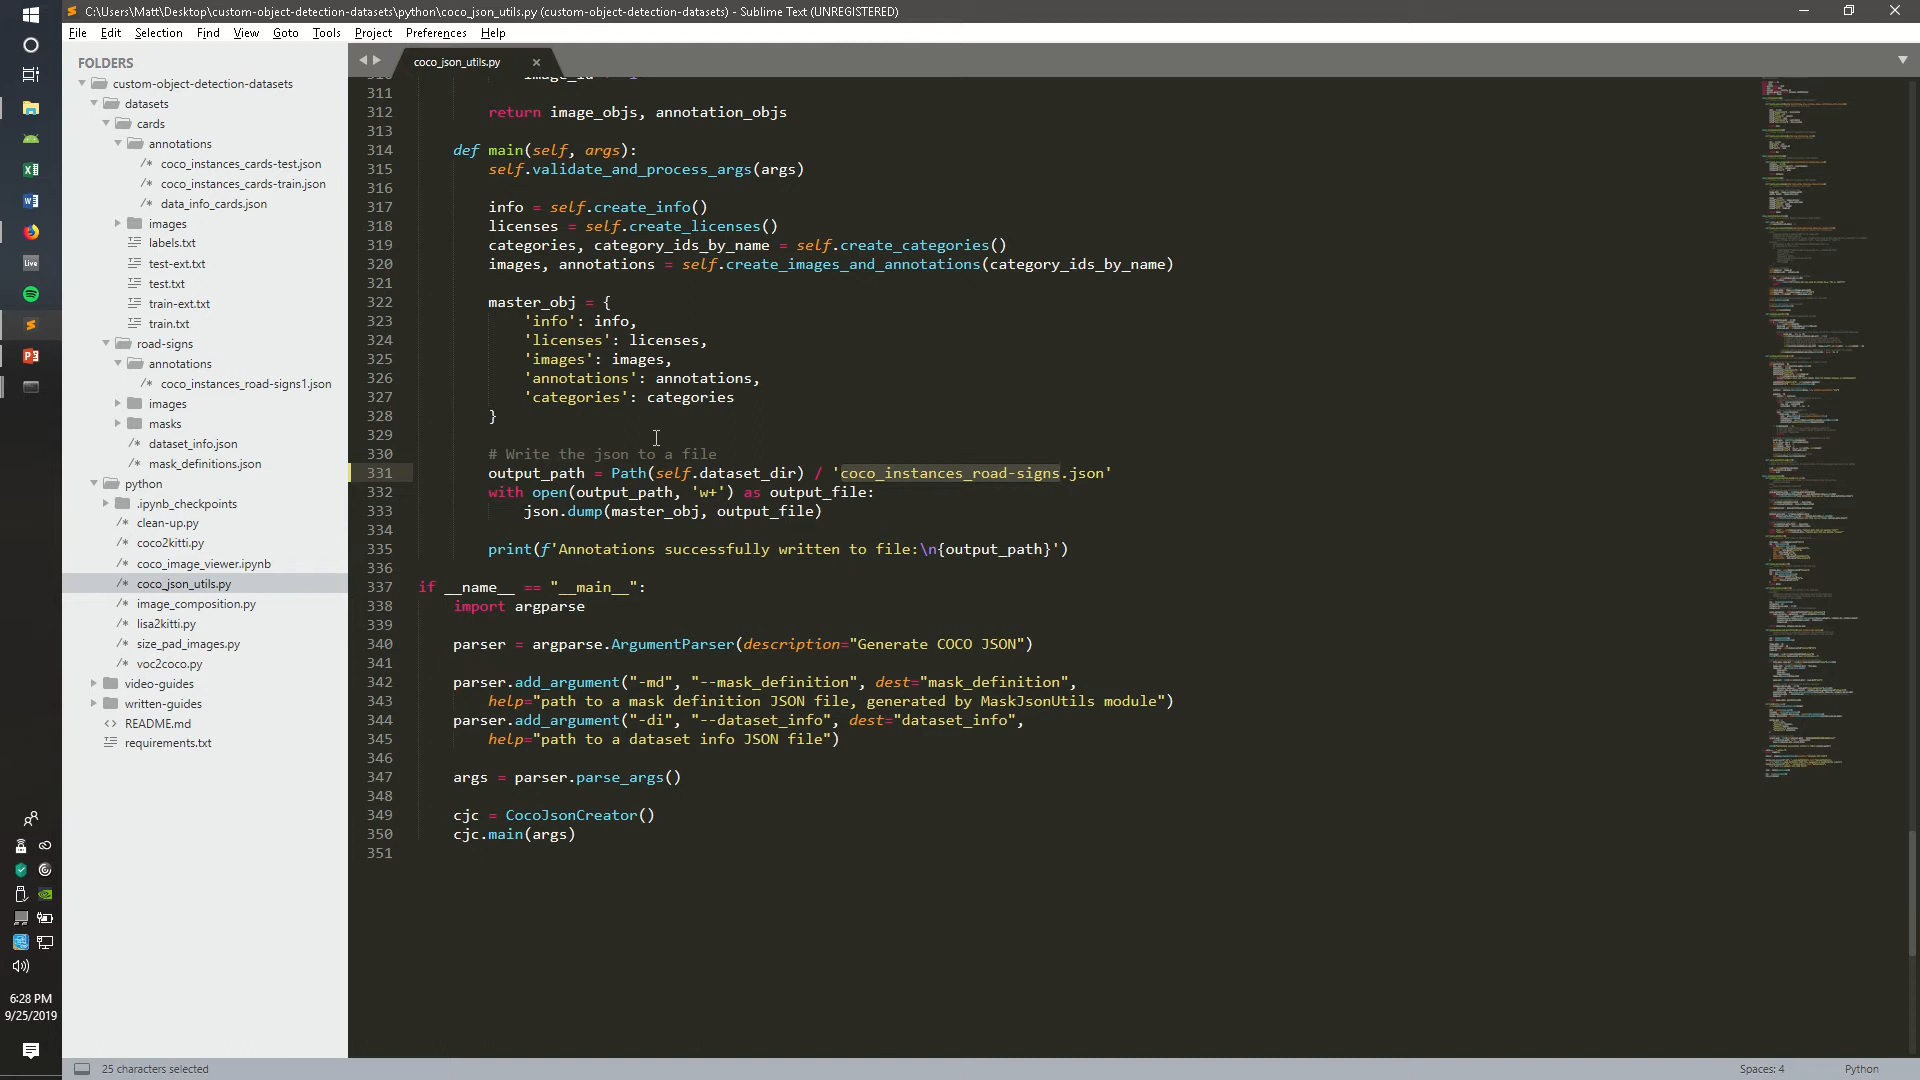 C:\Users\Matt\Desktop\custom-object-detection-datasets\python\coco_json_utils.py (custom-object-detection-datasets) - Sublime Text (UNREGISTERED)
File Edit Selection Find View Goto Tools Project Preferences Help
FOLDERS
custom-object-detection-datasets
datasets
cards
annotations
/* coco_instances_cards-test.json
/* coco_instances_cards-train.json
/* data_info_cards.json
images
labels.txt
test-ext.txt
test.txt
train-ext.txt
train.txt
road-signs
annotations
/* coco_instances_road-signs1.json
images
masks
/* dataset_info.json
/* mask_definitions.json
python
.ipynb_checkpoints
/* clean-up.py
/* coco2kitti.py
/* coco_image_viewer.ipynb
/* coco_json_utils.py
/* image_composition.py
/* lisa2kitti.py
/* size_pad_images.py
/* voc2coco.py
video-guides
written-guides
<> README.md
requirements.txt
coco_json_utils.py
311
312 return image_objs, annotation_objs
313
314 def main(self, args):
315 self.validate_and_process_args(args)
316
317 info = self.create_info()
318 licenses = self.create_licenses()
319 categories, category_ids_by_name = self.create_categories()
320 images, annotations = self.create_images_and_annotations(category_ids_by_name)
321
322 master_obj = {
323 'info': info,
324 'licenses': licenses,
325 'images': images,
326 'annotations': annotations,
327 'categories': categories
328 }
329
330 # Write the json to a file
331 output_path = Path(self.dataset_dir) / 'coco_instances_road-signs.json'
332 with open(output_path, 'w+') as output_file:
333 json.dump(master_obj, output_file)
334
335 print(f'Annotations successfully written to file:\n{output_path}')
336
337 if __name__ == "__main__":
338 import argparse
339
340 parser = argparse.ArgumentParser(description="Generate COCO JSON")
341
342 parser.add_argument("-md", "--mask_definition", dest="mask_definition",
343 help="path to a mask definition JSON file, generated by MaskJsonUtils module")
344 parser.add_argument("-di", "--dataset_info", dest="dataset_info",
345 help="path to a dataset info JSON file")
346
347 args = parser.parse_args()
348
349 cjc = CocoJsonCreator()
350 cjc.main(args)
351
Live
6:28 PM
9/25/2019
25 characters selected
Spaces: 4
Python